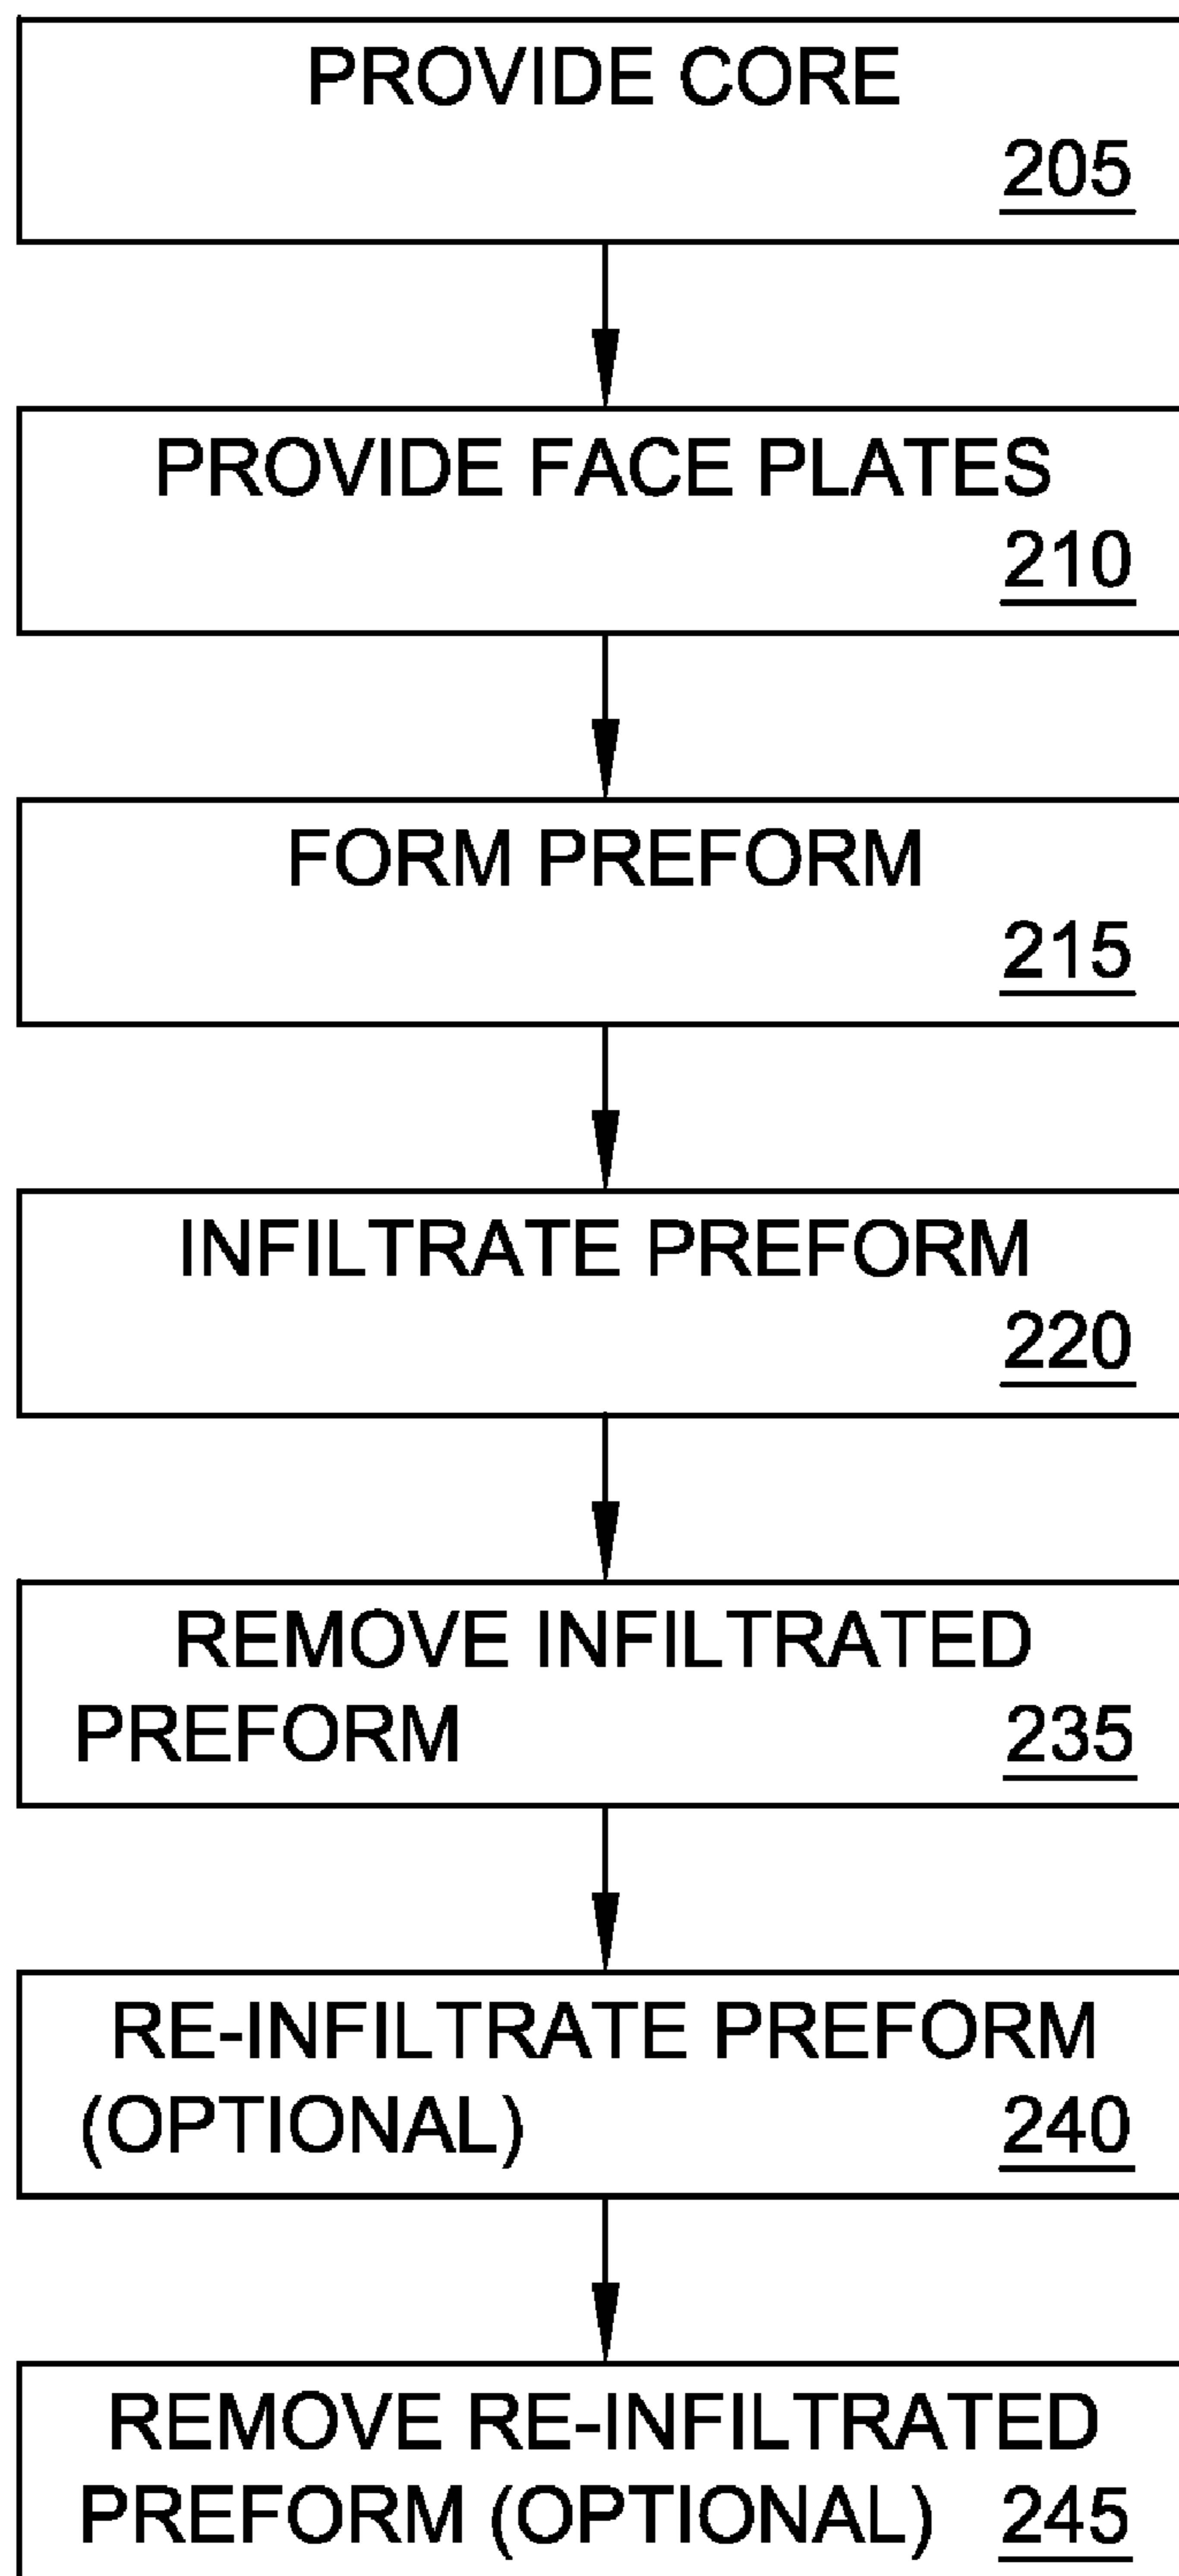 PROVIDE CORE
205
PROVIDE FACE PLATES
210
FORM PREFORM
215
INFILTRATE PREFORM
220
REMOVE INFILTRATED
PREFORM 235
RE-INFILTRATE PREFORM
(OPTIONAL) 240
REMOVE RE-INFILTRATED
PREFORM (OPTIONAL) 245